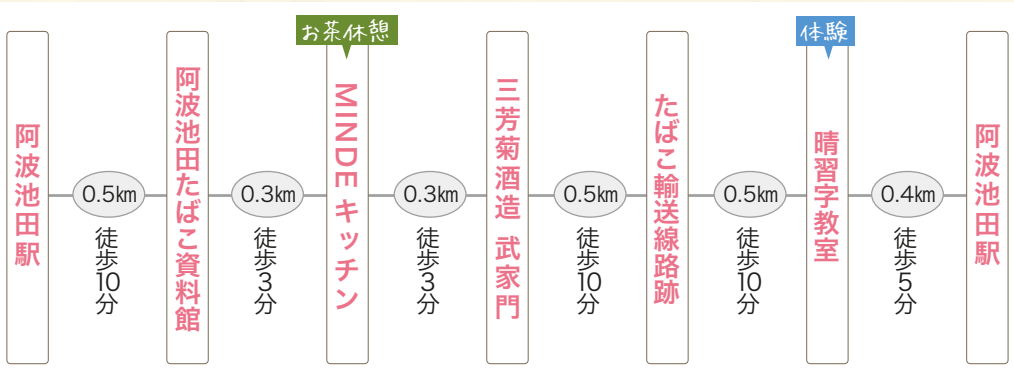 阿波池田駅
0.5km
徒歩10分
阿波池田たばこ資料館
0.3km
徒歩3分
お茶休憩
MINDE キッチン
0.3km
徒歩3分
三芳菊酒造 武家門
0.5km
徒歩10分
たばこ輸送線路跡
0.5km
徒歩10分
体験
晴習字教室
0.4km
徒歩5分
阿波池田駅